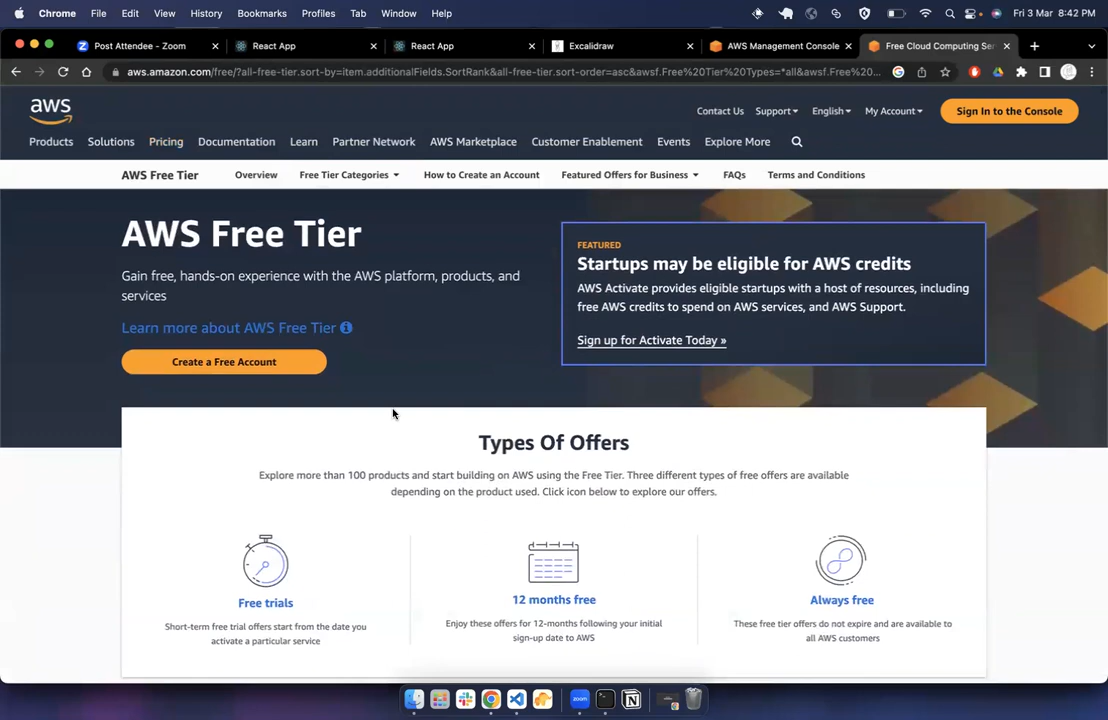 Chrome File Edit View History Bookmarks Profiles Tab Window Help Fri 3 Mar 8:42 PM
Post Attendee - Zoom React App React App Excalidraw AWS Management Console Free Cloud Computing Ser
aws.amazon.com/free/?all-free-tier.sort-by=item.additionalFields.SortRank&all-free-tier.sort-order=asc&awsf.Free%20Tier%20Types=*all&awsf.Free%20...
aws
Contact Us Support English My Account Sign In to the Console
Products Solutions Pricing Documentation Learn Partner Network AWS Marketplace Customer Enablement Events Explore More
AWS Free Tier Overview Free Tier Categories How to Create an Account Featured Offers for Business FAQs Terms and Conditions
AWS Free Tier
Gain free, hands-on experience with the AWS platform, products, and
services
Learn more about AWS Free Tier
Create a Free Account
FEATURED
Startups may be eligible for AWS credits
AWS Activate provides eligible startups with a host of resources, including
free AWS credits to spend on AWS services, and AWS Support.
Sign up for Activate Today »
Types Of Offers
Explore more than 100 products and start building on AWS using the Free Tier. Three different types of free offers are available
depending on the product used. Click icon below to explore our offers.
Free trials
Short-term free trial offers start from the date you
activate a particular service
12 months free
Enjoy these offers for 12-months following your initial
sign-up date to AWS
Always free
These free tier offers do not expire and are available to
all AWS customers
zoom